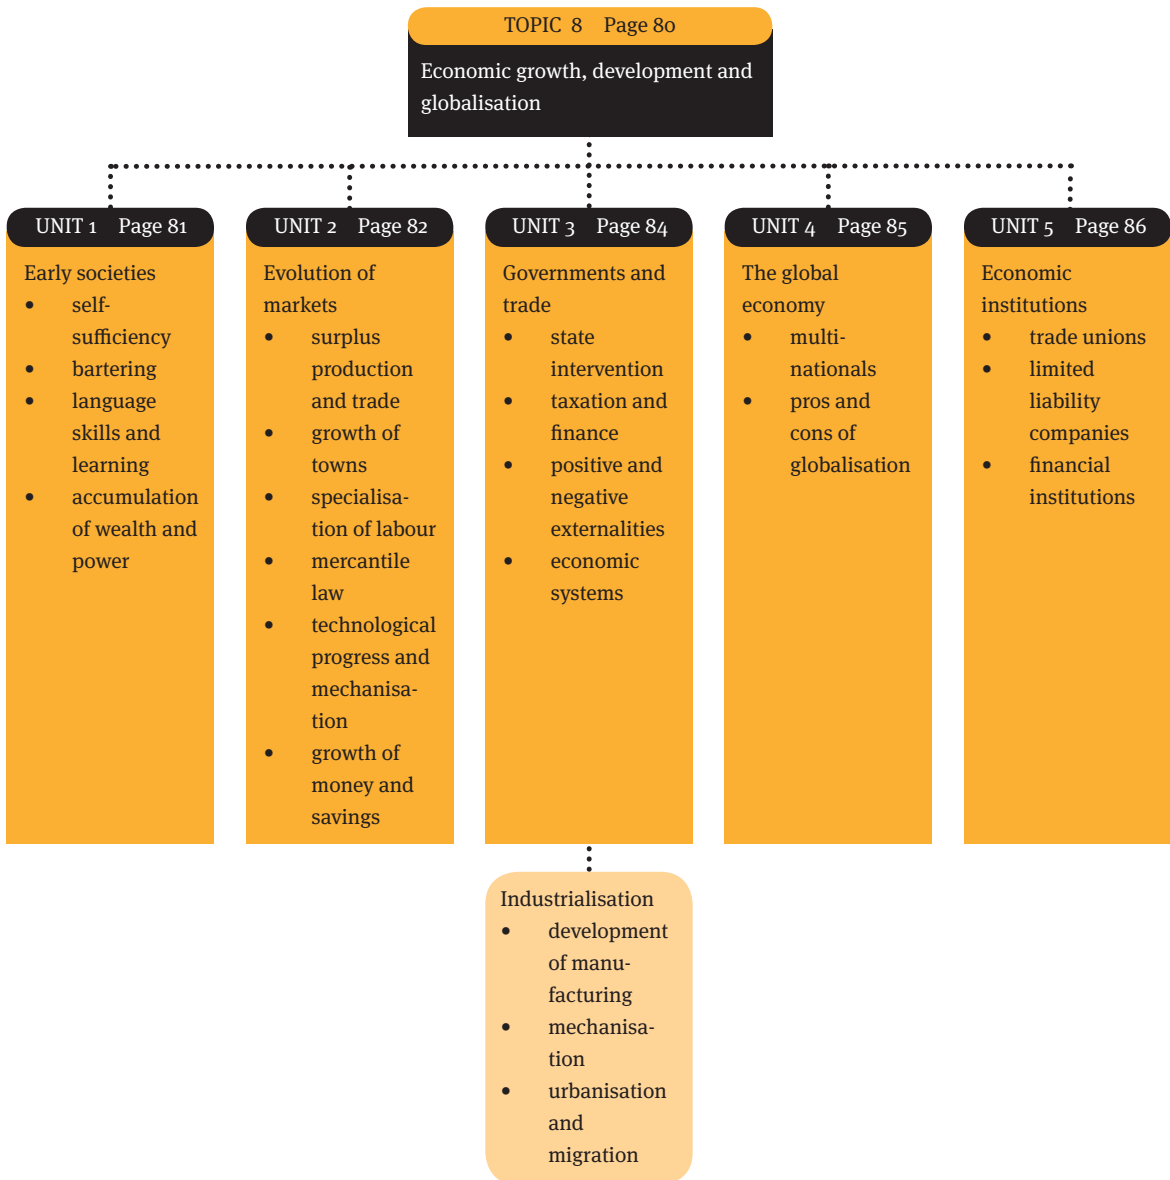 TOPIC 8 Page 80
Economic growth, development and
globalisation
UNIT 1 Page 81
Early societies
• self-
sufficiency
• bartering
• language
skills and
learning
• accumulation
of wealth and
power
UNIT 2 Page 82
Evolution of
markets
• surplus
production
and trade
• growth of
towns
• specialisa-
tion of labour
• mercantile
law
• technological
progress and
mechanisa-
tion
• growth of
money and
savings
UNIT 3 Page 84
Governments and
trade
• state
intervention
• taxation and
finance
• positive and
negative
externalities
• economic
systems
UNIT 4 Page 85
The global
economy
• multi-
nationals
• pros and
cons of
globalisation
UNIT 5 Page 86
Economic
institutions
• trade unions
• limited
liability
companies
• financial
institutions
Industrialisation
• development
of manu-
facturing
• mechanisa-
tion
• urbanisation
and
migration